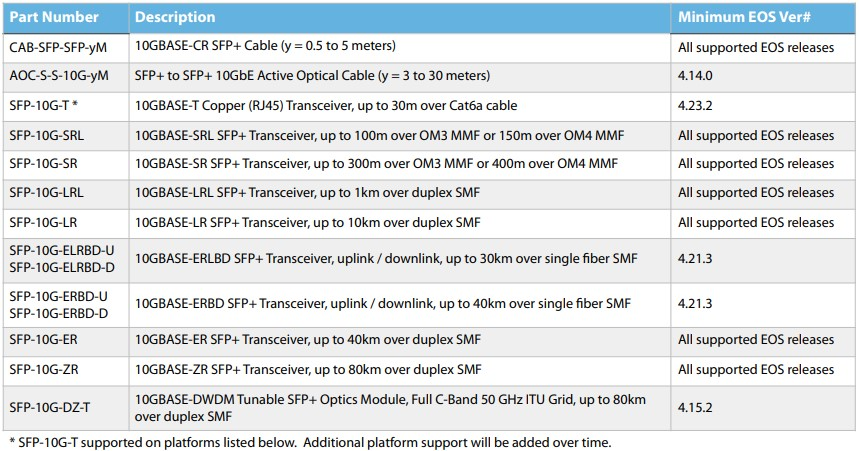 Part Number Description Minimum EOS Ver#
CAB-SFP-SFP-yM 10GBASE-CR SFP+ Cable (y = 0.5 to 5 meters) All supported EOS releases
AOC-S-S-10G-yM SFP+ to SFP+ 10GbE Active Optical Cable (y = 3 to 30 meters) 4.14.0
SFP-10G-T * 10GBASE-T Copper (RJ45) Transceiver, up to 30m over Cat6a cable 4.23.2
SFP-10G-SRL 10GBASE-SRL SFP+ Transceiver, up to 100m over OM3 MMF or 150m over OM4 MMF All supported EOS releases
SFP-10G-SR 10GBASE-SR SFP+ Transceiver, up to 300m over OM3 MMF or 400m over OM4 MMF All supported EOS releases
SFP-10G-LRL 10GBASE-LRL SFP+ Transceiver, up to 1km over duplex SMF All supported EOS releases
SFP-10G-LR 10GBASE-LR SFP+ Transceiver, up to 10km over duplex SMF All supported EOS releases
SFP-10G-ELRBD-U
SFP-10G-ELRBD-D
10GBASE-ERLBD SFP+ Transceiver, uplink / downlink, up to 30km over single fiber SMF 4.21.3
SFP-10G-ERBD-U
SFP-10G-ERBD-D
10GBASE-ERBD SFP+ Transceiver, uplink / downlink, up to 40km over single fiber SMF 4.21.3
SFP-10G-ER 10GBASE-ER SFP+ Transceiver, up to 40km over duplex SMF All supported EOS releases
SFP-10G-ZR 10GBASE-ZR SFP+ Transceiver, up to 80km over duplex SMF All supported EOS releases
SFP-10G-DZ-T 10GBASE-DWDM Tunable SFP+ Optics Module, Full C-Band 50 GHz ITU Grid, up to 80km
over duplex SMF 4.15.2
* SFP-10G-T supported on platforms listed below. Additional platform support will be added over time.